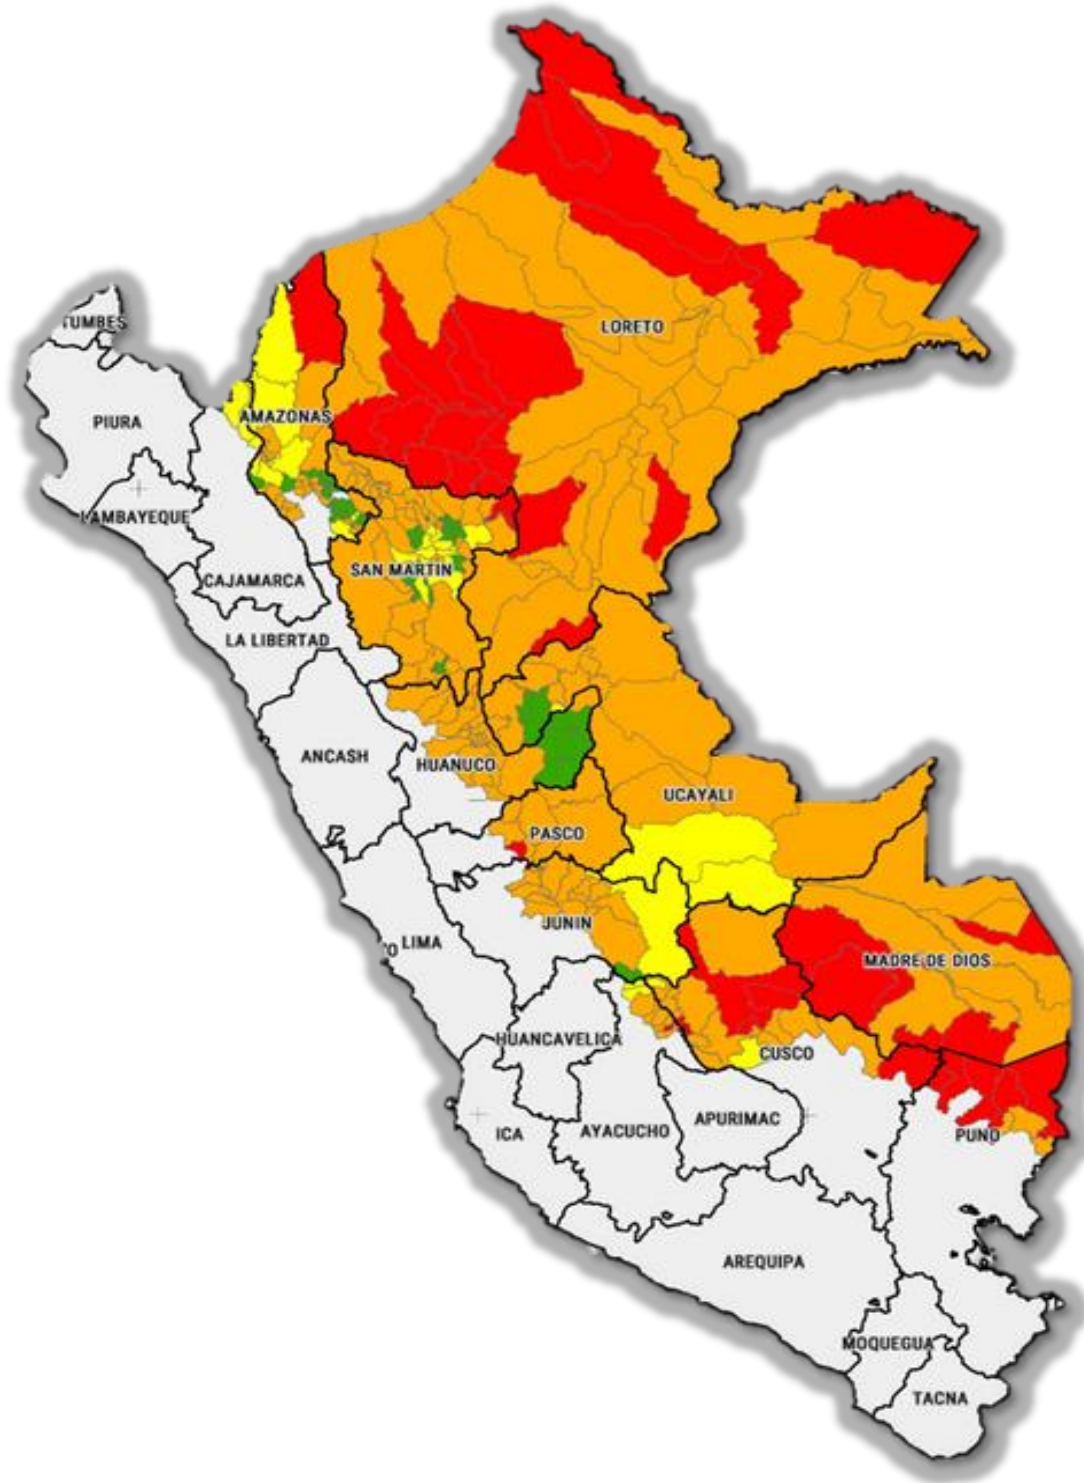 LORETO
TUMBES
PIURA
AMAZONAS
LAMBAYEQUE
SAN MARTIN
CAJAMARCA
LA LIBERTAD
ANCASH
HUANUCO
UCAYALI
PASCO
JUNIN
O LIMA
MADRE DE DIOS
HUANCAVELICA
CUSCO
ICA
AYACUCHO
APURIMAC
PUNO
AREQUIPA
MOQUEGUA
TACNA